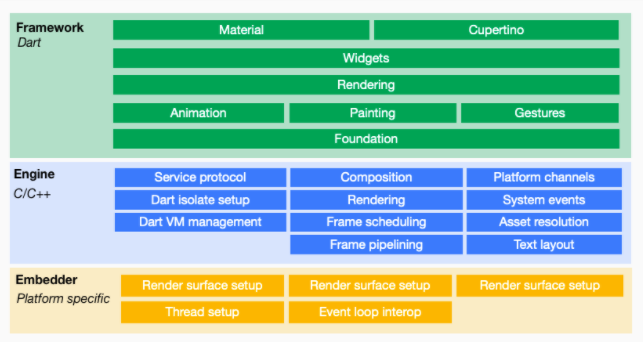 Framework
Dart
Material Cupertino
Widgets
Rendering
Animation Painting Gestures
Foundation
Engine
C/C++
Service protocol Composition Platform channels
Dart isolate setup Rendering System events
Dart VM management Frame scheduling Asset resolution
Frame pipelining Text layout
Embedder
Platform specific
Render surface setup Render surface setup Render surface setup
Thread setup Event loop interop